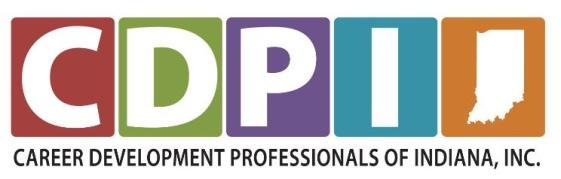 CDPI
CAREER DEVELOPMENT PROFESSIONALS OF INDIANA, INC.